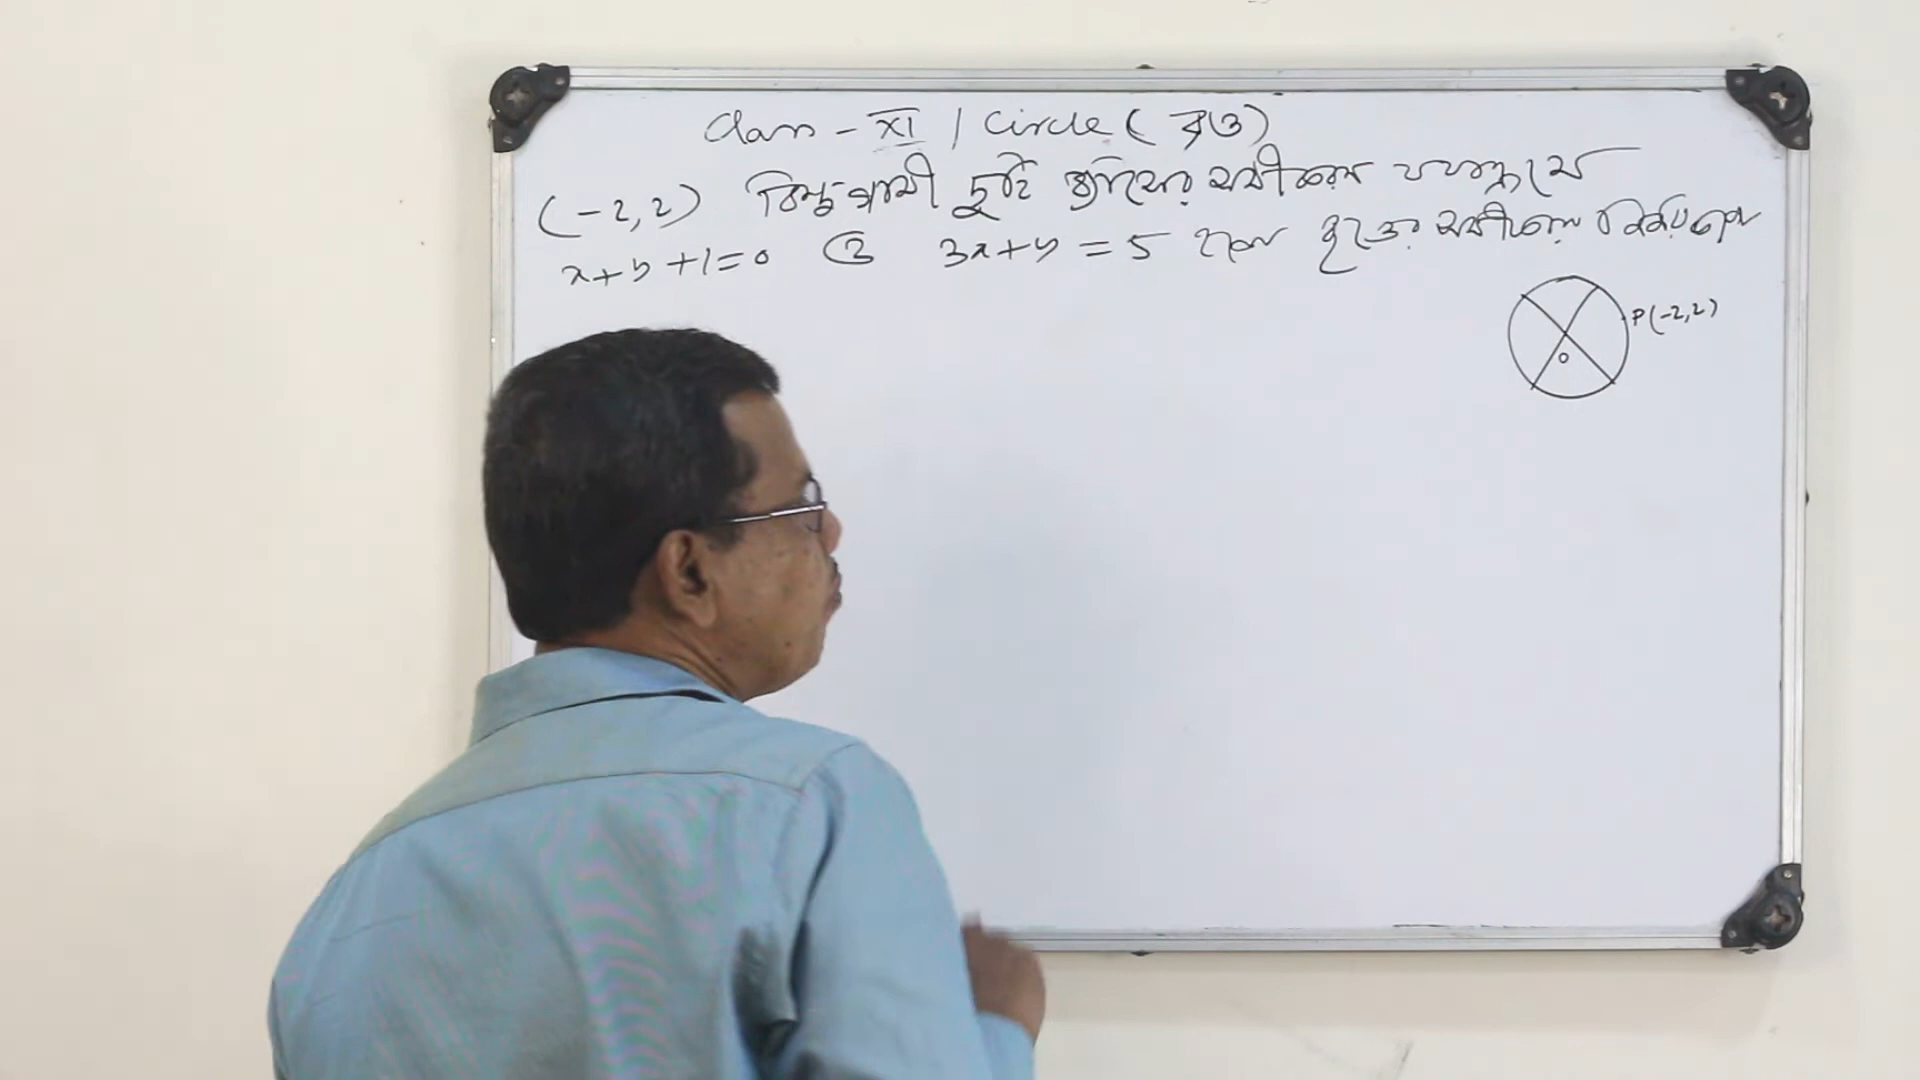 Class - XI / Circle ( বৃত্ত )
(-2,2) বিন্দুগামী দুটি ব্যাসের সমীকরণ যথাক্রমে
x+y+1=0 ও 3x+y=5 হলে বৃত্তের সমীকরণ নির্ণয় করো
P(-2,2)
O